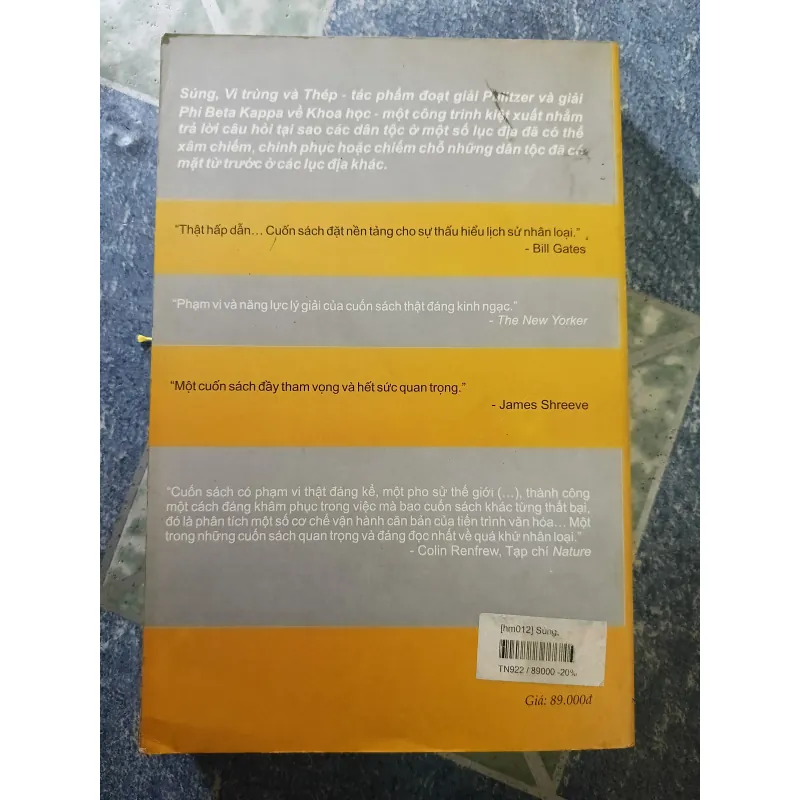 Súng, Vi trùng và Thép - tác phẩm đoạt giải Pulitzer và giải
Phi Beta Kappa về Khoa học - một công trình kiệt xuất nhằm
trả lời câu hỏi tại sao các dân tộc ở một số lục địa đã có thể
xâm chiếm, chinh phục hoặc chiếm chỗ những dân tộc đã có
mặt từ trước ở các lục địa khác.
“Thật hấp dẫn... Cuốn sách đặt nền tảng cho sự thấu hiểu lịch sử nhân loại.”
- Bill Gates
“Phạm vi và năng lực lý giải của cuốn sách thật đáng kinh ngạc.”
- The New Yorker
“Một cuốn sách đầy tham vọng và hết sức quan trọng.”
- James Shreeve
“Cuốn sách có phạm vi thật đáng kể, một pho sử thế giới (...), thành công
một cách đáng khâm phục trong việc mà bao cuốn sách khác từng thất bại,
đó là phân tích một số cơ chế vận hành căn bản của tiến trình văn hóa... Một
trong những cuốn sách quan trọng và đáng đọc nhất về quá khứ nhân loại.”
- Colin Renfrew, Tạp chí Nature
[hm012] Súng,
TN922 / 89000 -20%
Giá: 89.000đ